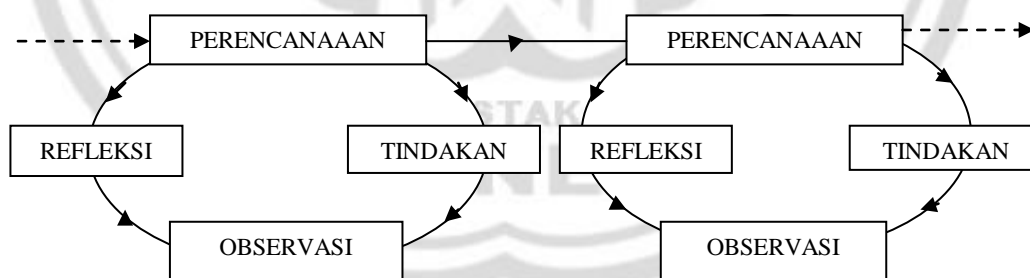 PERENCANAAAN
PERENCANAAAN
REFLEKSI
TINDAKAN
REFLEKSI
TINDAKAN
OBSERVASI
OBSERVASI